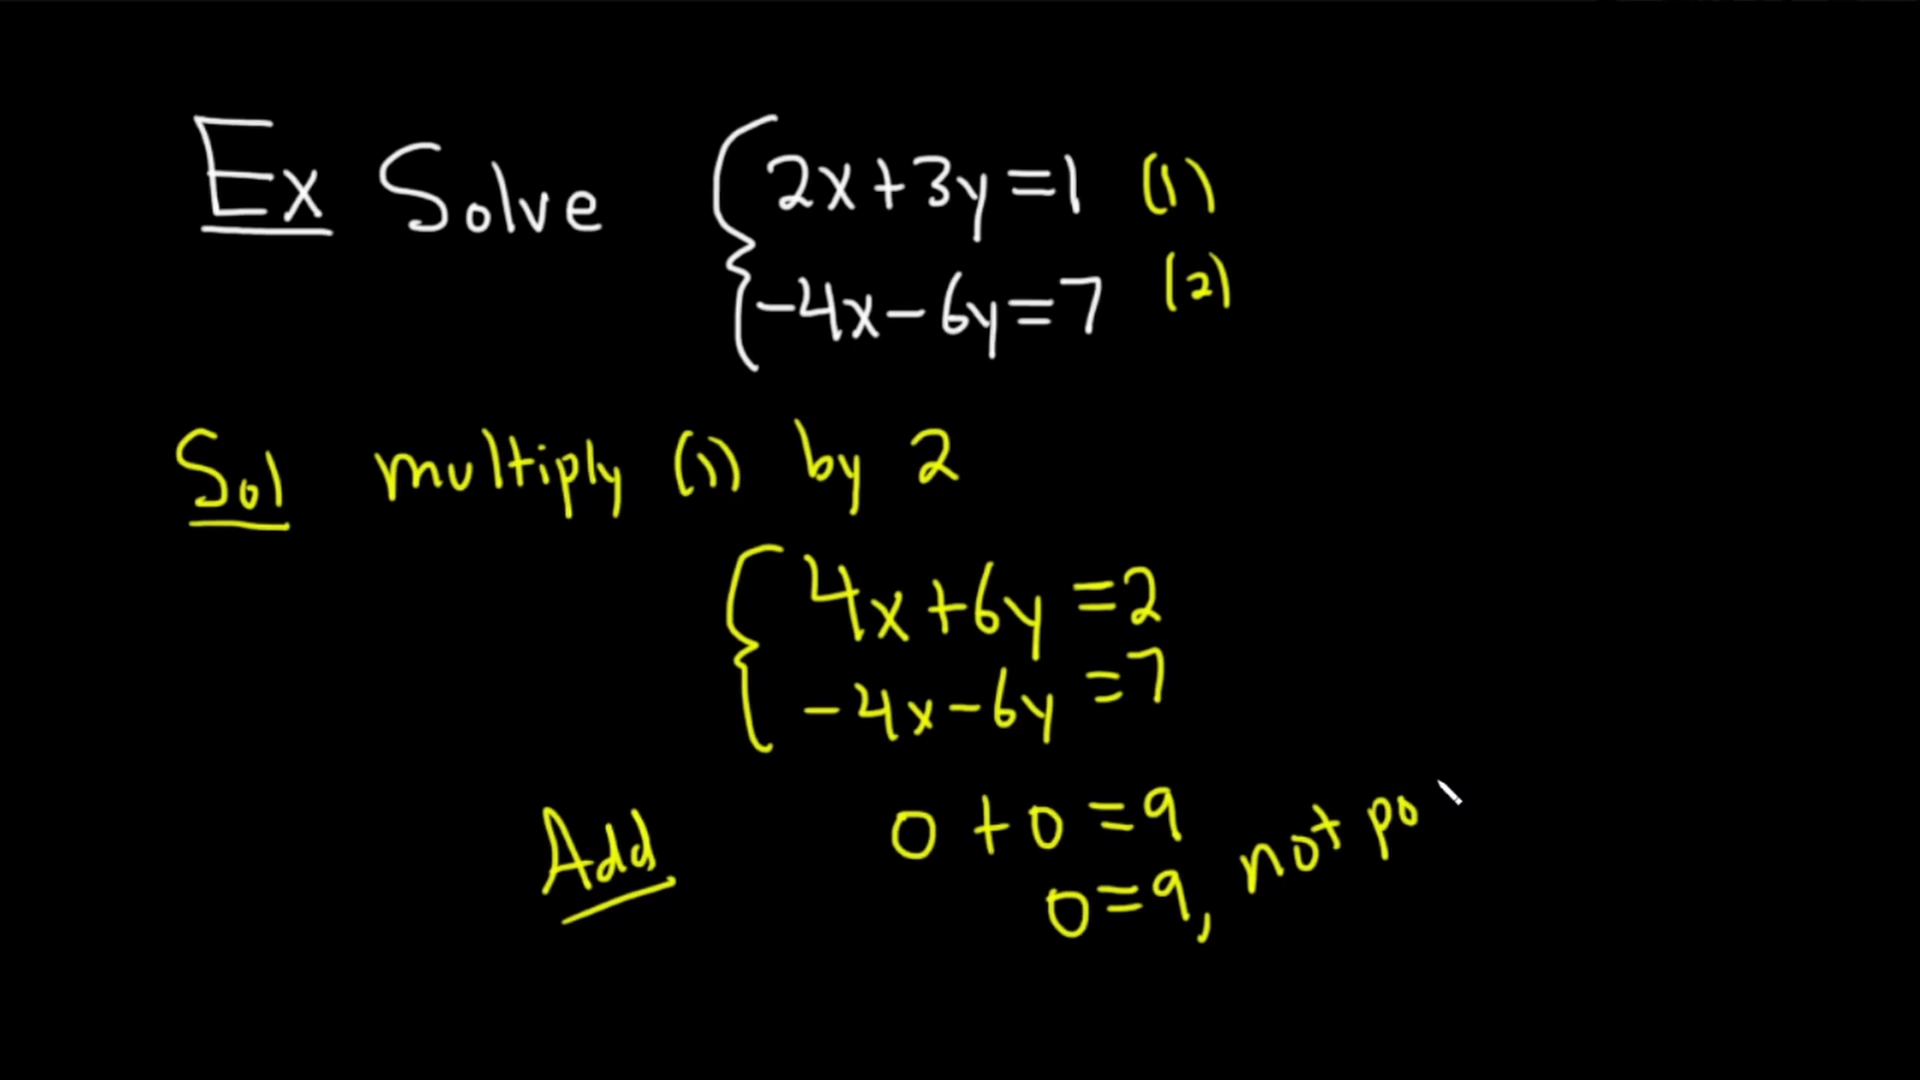 Ex Solve { 2x+3y=1 (1)
-4x-6y=7 (2)
Sol multiply (1) by 2
{ 4x+6y=2
-4x-6y=7
Add 0+0=9
0=9, not po